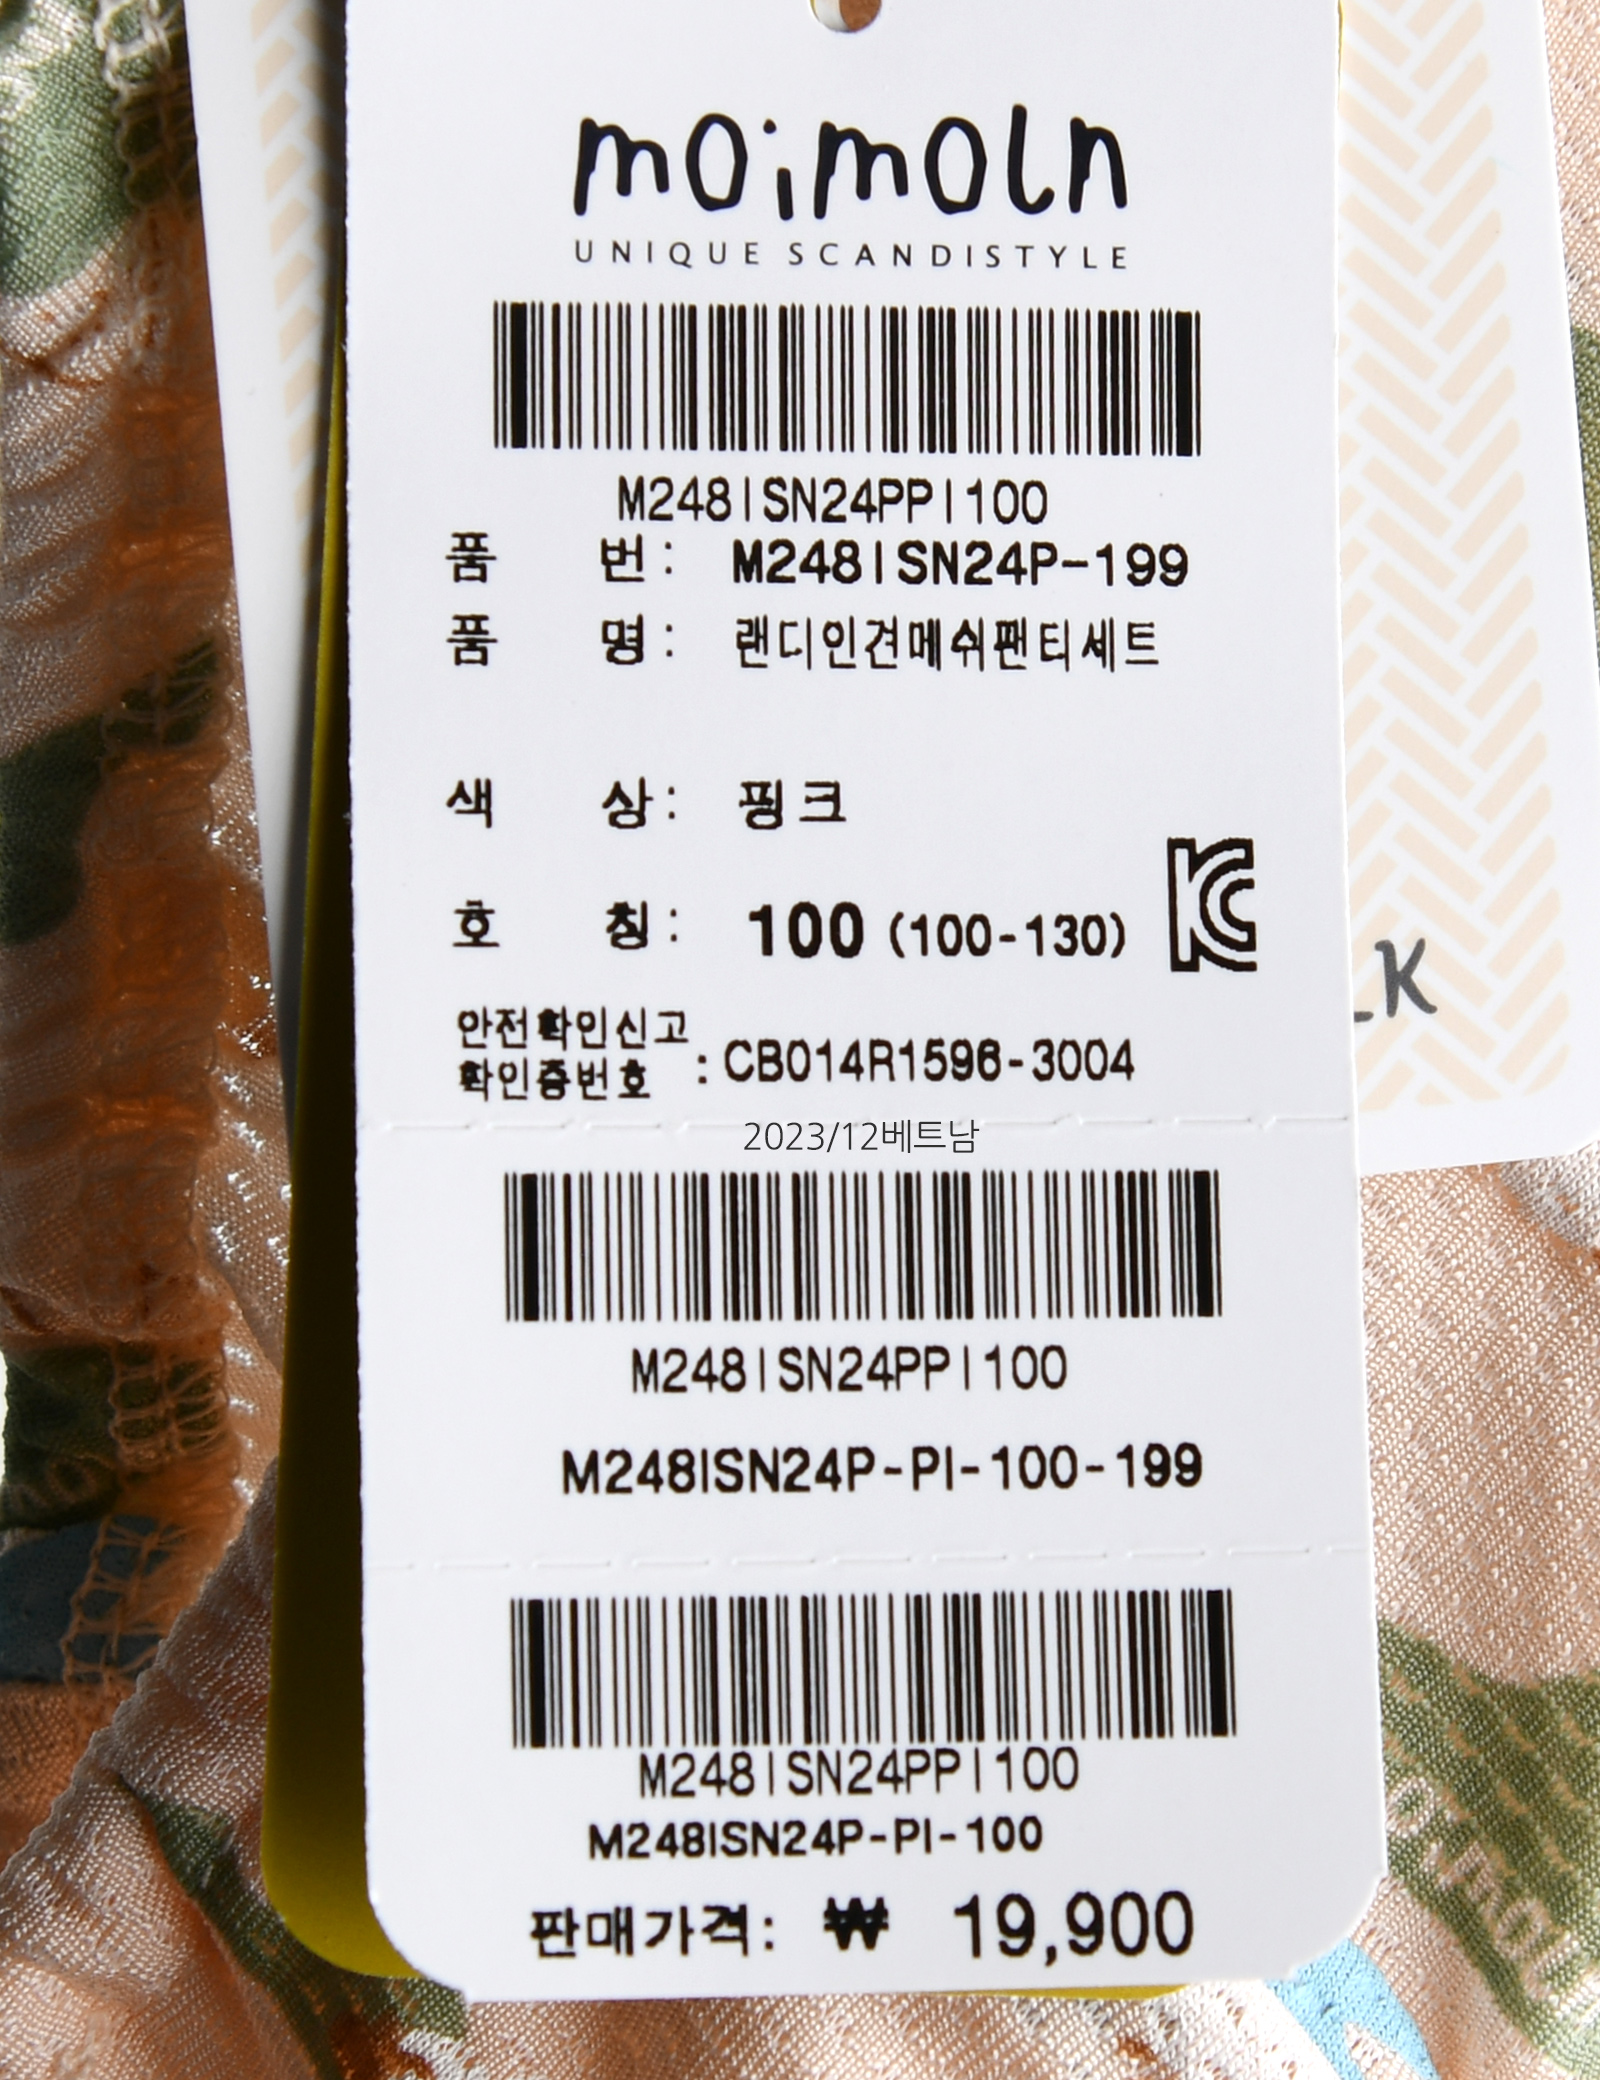 moimoln
UNIQUE SCANDISTYLE
M248ISN24PPI100
품 번 : M248ISN24P-199
품 명 : 랜디인견메쉬팬티세트
색 상 : 핑크
호 칭 : 100 (100-130)
안전확인신고
확인증번호 : CB014R1596-3004
2023/12베트남
M248ISN24PPI100
M248ISN24P-PI-100-199
M248ISN24PPI100
M248ISN24P-PI-100
판매가격: ₩ 19,900